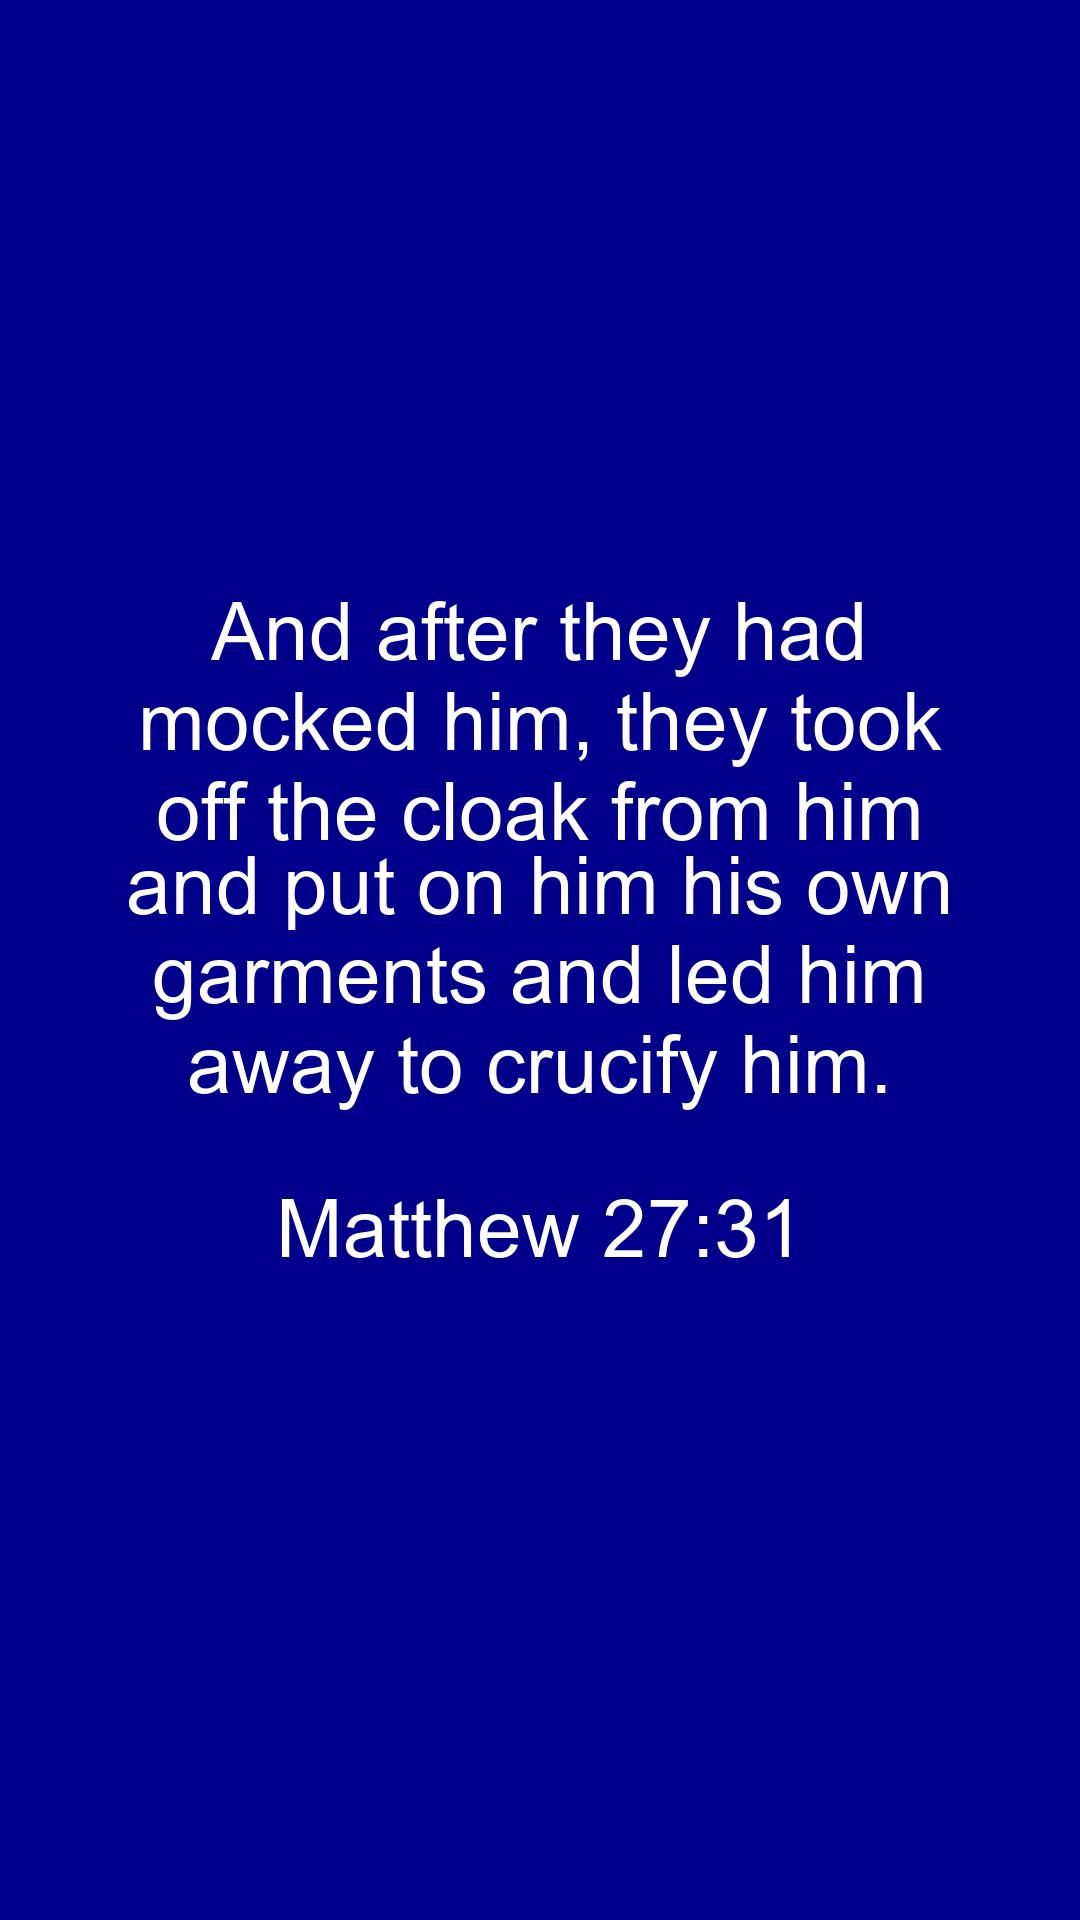 And after they had
mocked him, they took
off the cloak from him
and put on him his own
garments and led him
away to crucify him.
Matthew 27:31